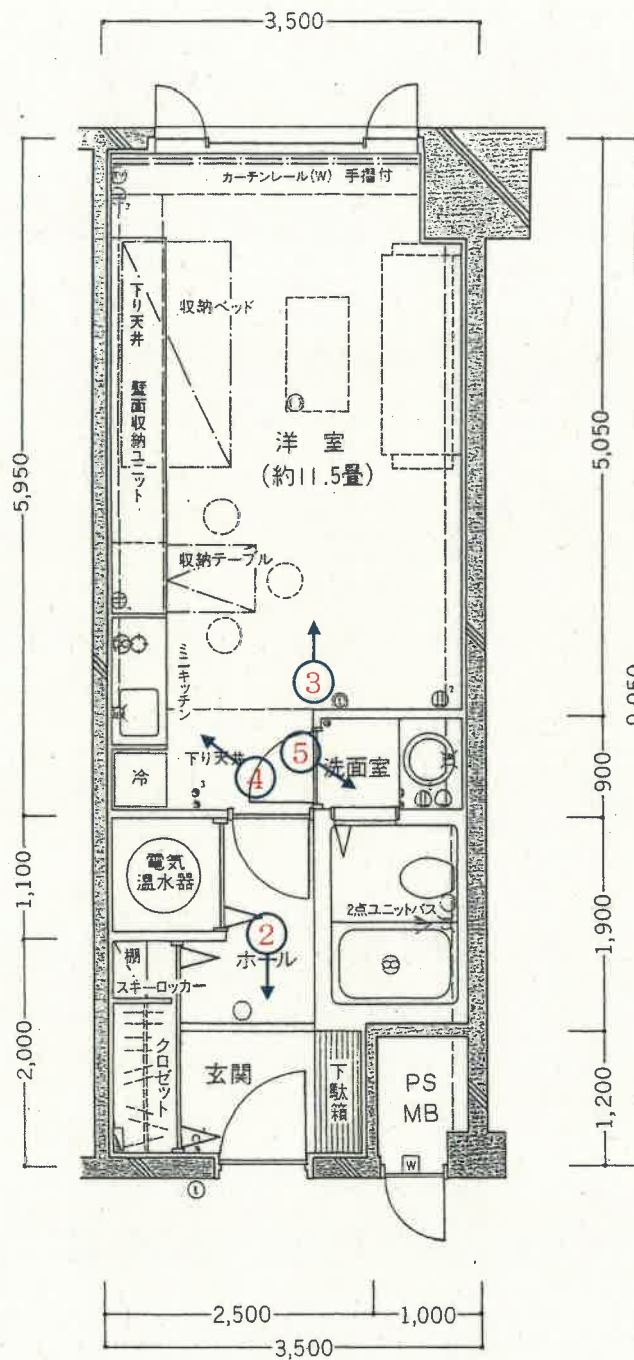 3,500
カーテンレール(W) 手摺付
下り天井
壁面収納ユニット
収納ベッド
洋室
(約11.5畳)
収納テーブル
ミニキッチン
5,950
5,050
③
⑤
④
下り天井
洗面室
冷
900
電気
温水器
1,100
2点ユニットバス
1,900
②
ホール
棚
スキーロッカー
クロゼット
2,000
玄関
下駄箱
PS
MB
W
1,200
2,500
1,000
3,500